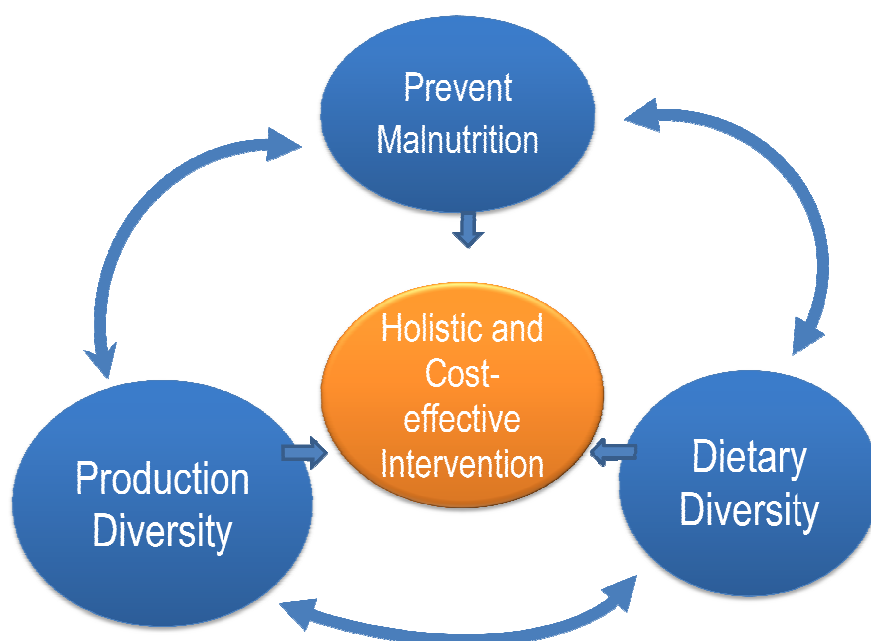 Prevent
Malnutrition
Holistic and
Cost-
effective
Intervention
Production
Diversity
Dietary
Diversity